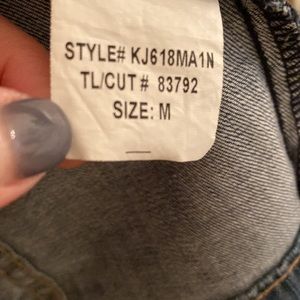 STYLE# KJ618MA1N
TL/CUT # 83792
SIZE: M